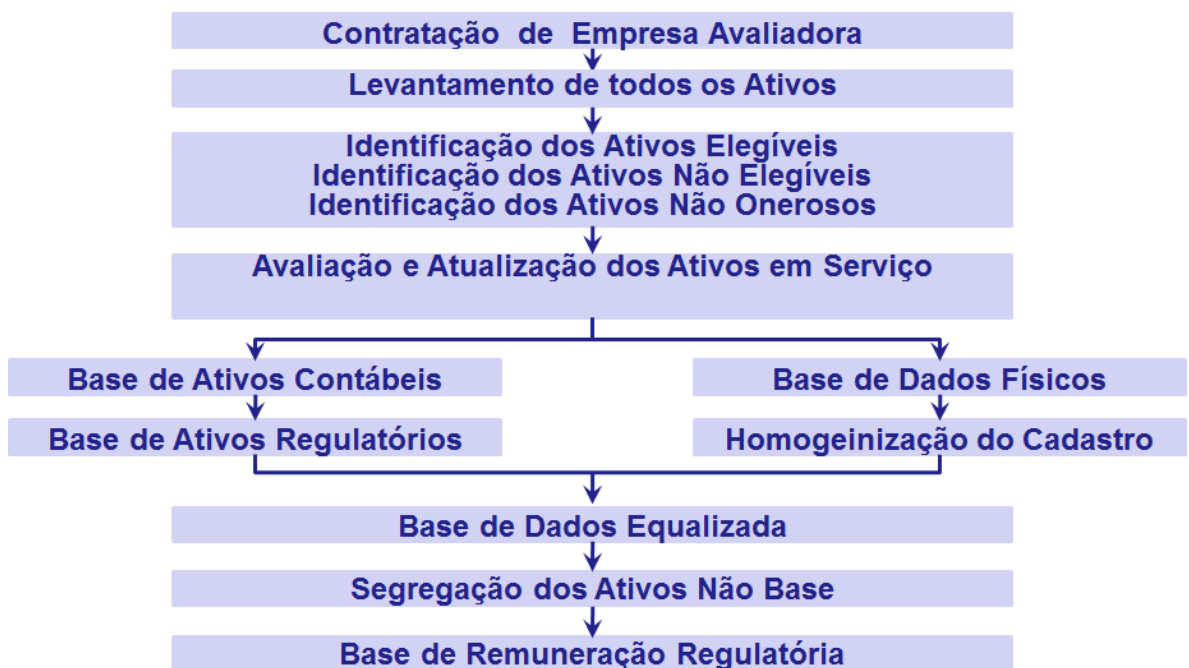 Contratação de Empresa Avaliadora
Levantamento de todos os Ativos
Identificação dos Ativos Elegíveis
Identificação dos Ativos Não Elegíveis
Identificação dos Ativos Não Onerosos
Avaliação e Atualização dos Ativos em Serviço
Base de Ativos Contábeis
Base de Dados Físicos
Base de Ativos Regulatórios
Homogeinização do Cadastro
Base de Dados Equalizada
Segregação dos Ativos Não Base
Base de Remuneração Regulatória